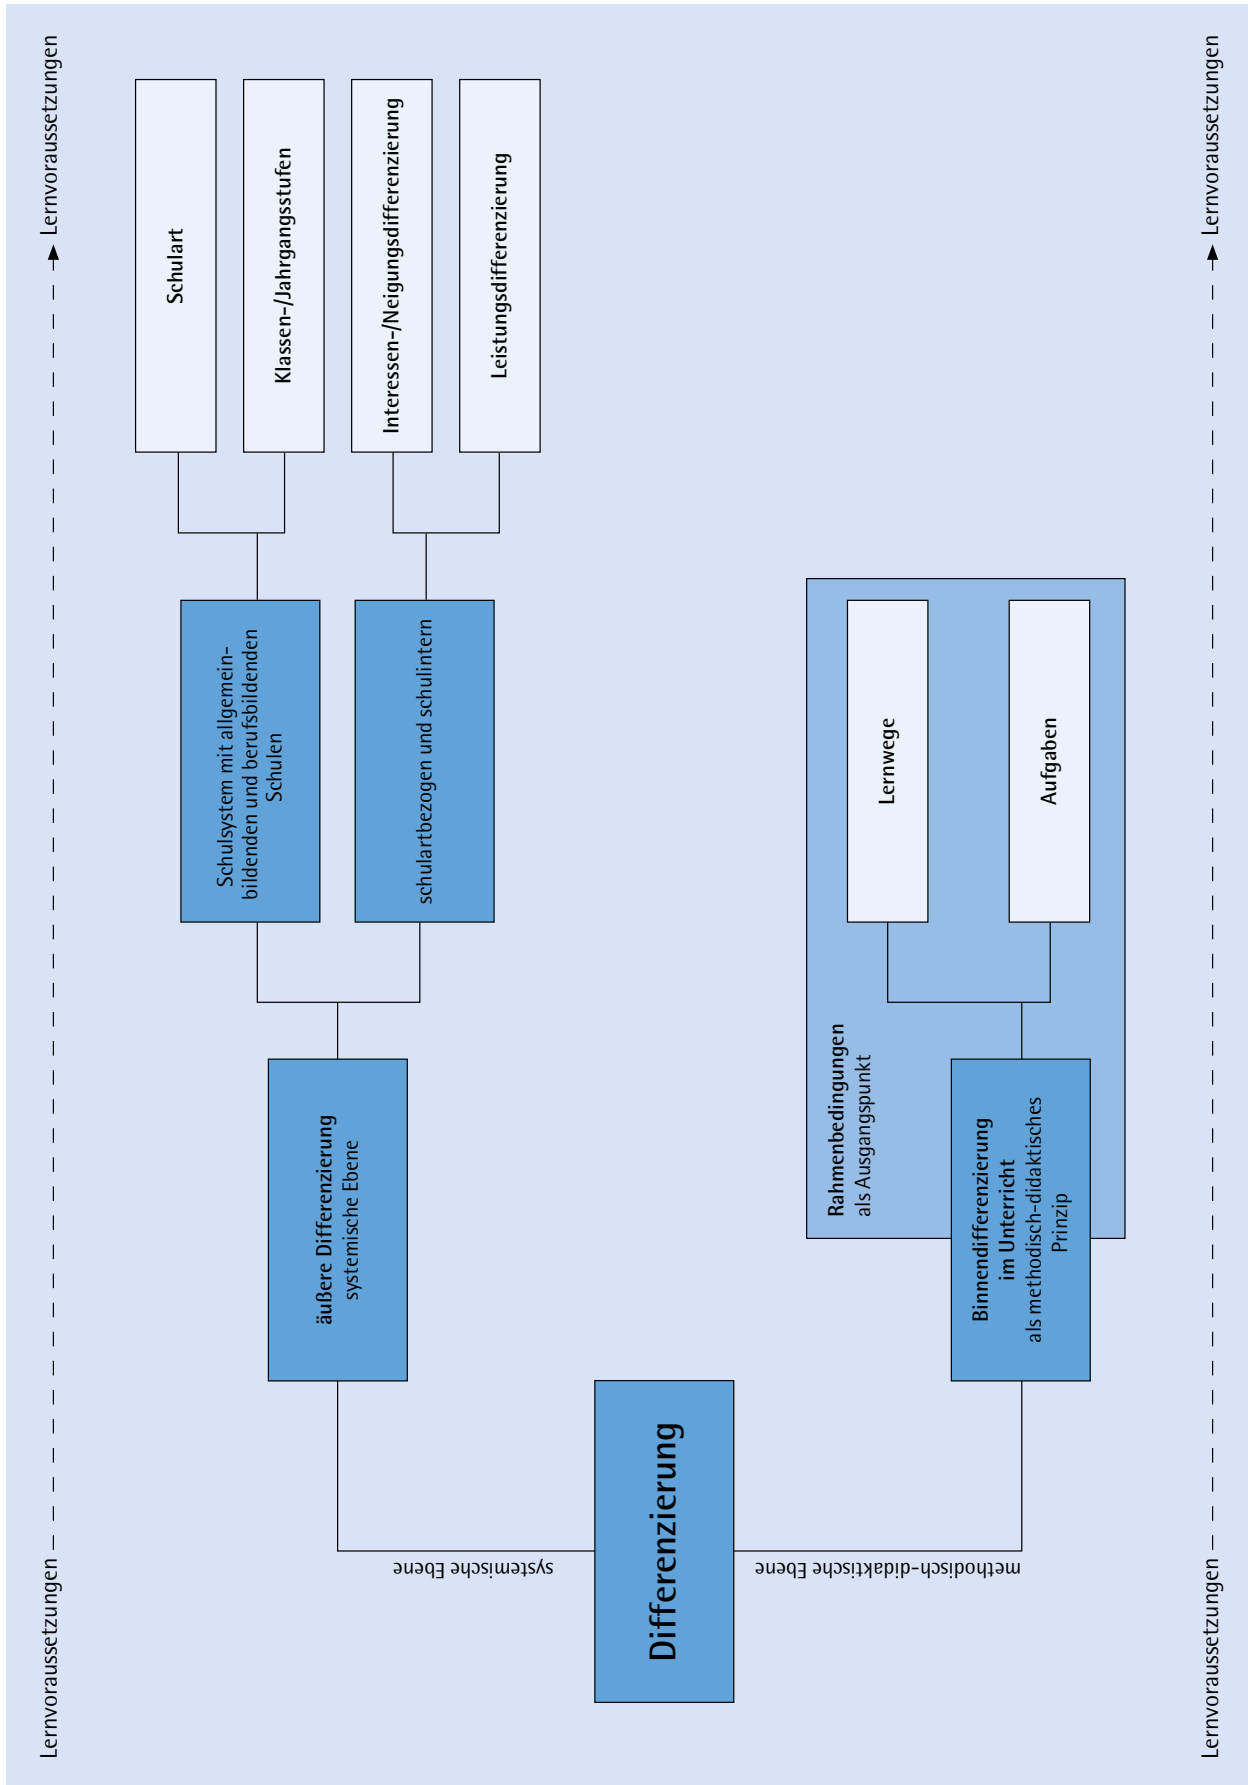 Lernvoraussetzungen
Lernvoraussetzungen
Schulart
Klassen-/Jahrgangsstufen
Interessen-/Neigungsdifferenzierung
Leistungsdifferenzierung
Schulsystem mit allgemein-
bildenden und berufsbildenden
Schulen
schulartbezogen und schulintern
äußere Differenzierung
systemische Ebene
systemische Ebene
Differenzierung
methodisch-didaktische Ebene
Rahmenbedingungen
als Ausgangspunkt
Lernwege
Aufgaben
Binnendifferenzierung
im Unterricht
als methodisch-didaktisches
Prinzip
Lernvoraussetzungen
Lernvoraussetzungen